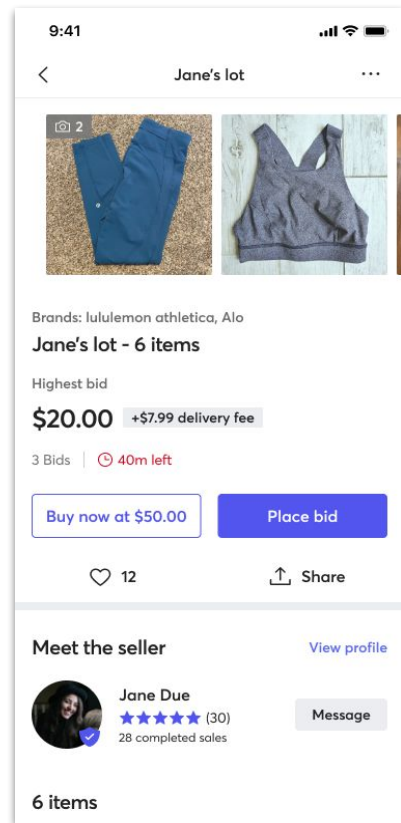 9:41
Jane's lot
2
Brands: lululemon athletica, Alo
Jane's lot - 6 items
Highest bid
$20.00 +$7.99 delivery fee
3 Bids 40m left
Buy now at $50.00 Place bid
12 Share
Meet the seller View profile
Jane Due
(30) Message
28 completed sales
6 items